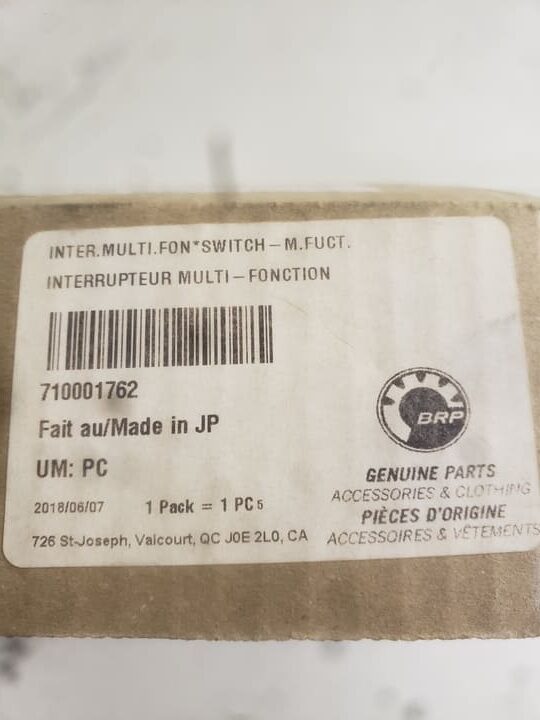 INTER.MULTI.FON*SWITCH-M.FUCT.
INTERRUPTEUR MULTI-FONCTION
710001762
Fait au/Made in JP
UM: PC
2018/06/07 1 Pack = 1 PC 5
726 St-Joseph, Valcourt, QC J0E 2L0, CA
BRP
GENUINE PARTS
ACCESSORIES & CLOTHING
PIÈCES D'ORIGINE
ACCESSOIRES & VÊTEMENTS